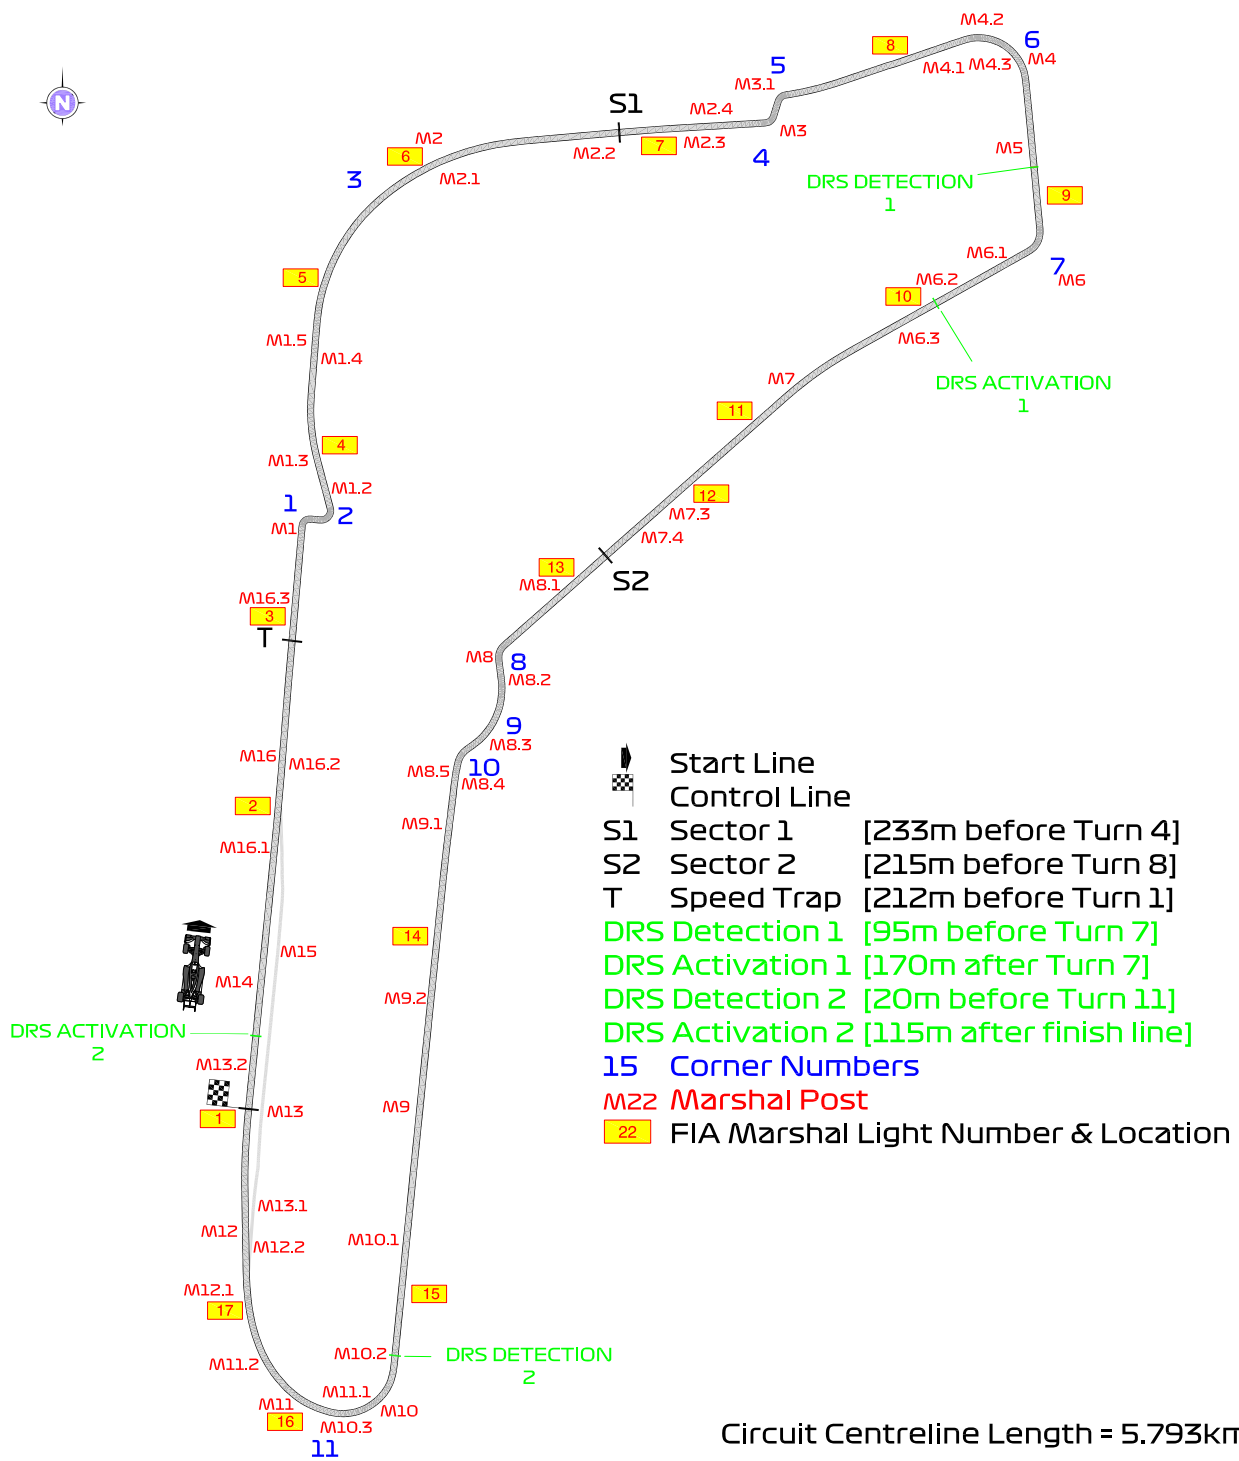 M4.2
6
8
M4
M4.1
M4.3
5
M3.1
N
S1
M2.4
M3
M2
7
M2.3
M2.2
6
4
M5
M2.1
3
DRS DETECTION
1
9
M6.1
7
M6
5
M6.2
10
M6.3
M1.5
M1.4
M7
DRS ACTIVATION
1
11
4
M1.3
M1.2
12
1
2
M7.3
M1
M7.4
13
S2
M8.1
M16.3
3
T
M8
8
M8.2
9
M8.3
M16
M16.2
10
M8.5
M8.4
Start Line
Control Line
2
M9.1
M16.1
S1 Sector 1 [233m before Turn 4]
S2 Sector 2 [215m before Turn 8]
T Speed Trap [212m before Turn 1]
DRS Detection 1 [95m before Turn 7]
DRS Activation 1 [170m after Turn 7]
DRS Detection 2 [20m before Turn 11]
DRS Activation 2 [115m after finish line]
15 Corner Numbers
M22 Marshal Post
22 FIA Marshal Light Number & Location
14
M15
M14
M9.2
DRS ACTIVATION
2
M13.2
M13
1
M9
M13.1
M12
M12.2
M10.1
M12.1
17
15
M10.2
DRS DETECTION
2
M11.2
M11.1
M11
M10
16
M10.3
11
Circuit Centreline Length = 5.793km